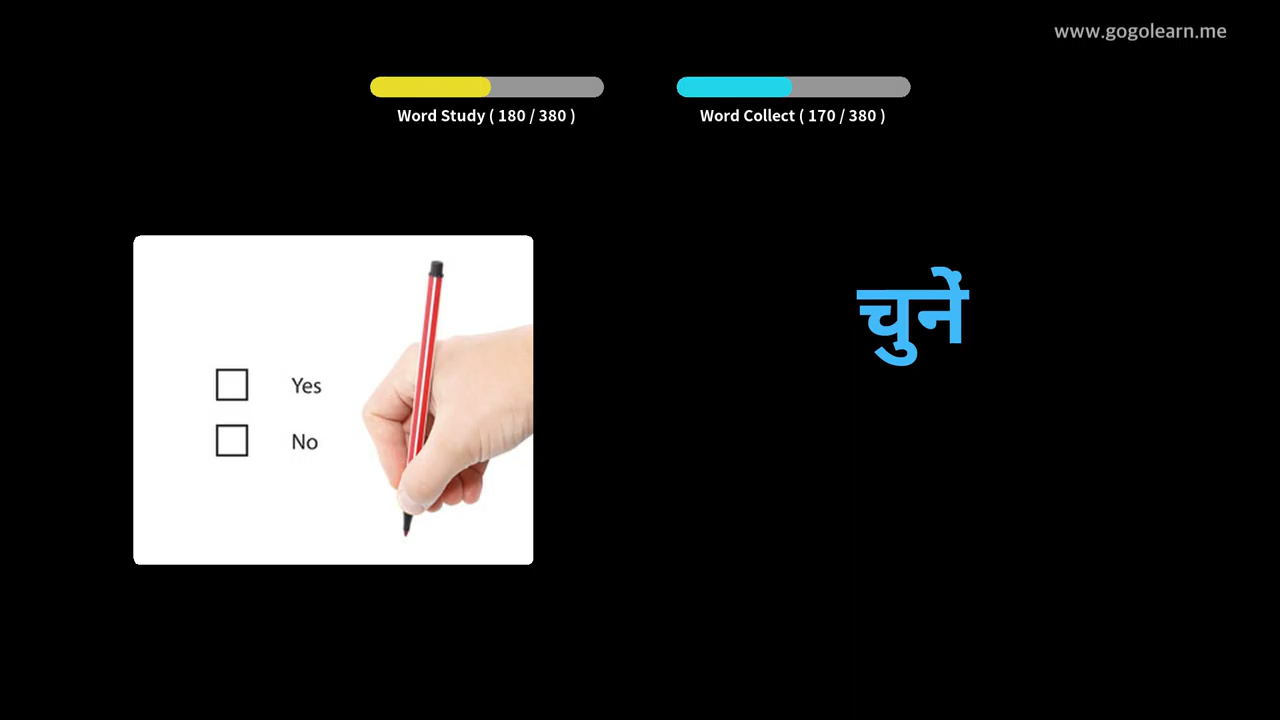 www.gogolearn.me
Word Study ( 180 / 380 )
Word Collect ( 170 / 380 )
चुनें
Yes
No